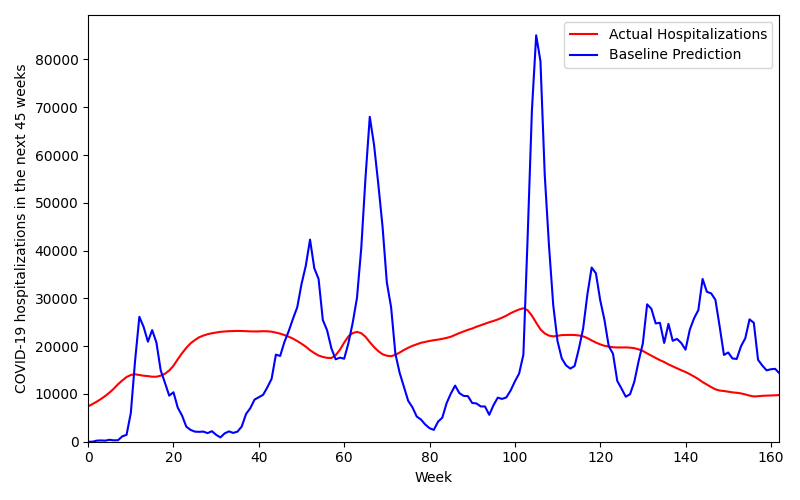 Actual Hospitalizations
Baseline Prediction
COVID-19 hospitalizations in the next 45 weeks
80000
70000
60000
50000
40000
30000
20000
10000
0
0 20 40 60 80 100 120 140 160
Week